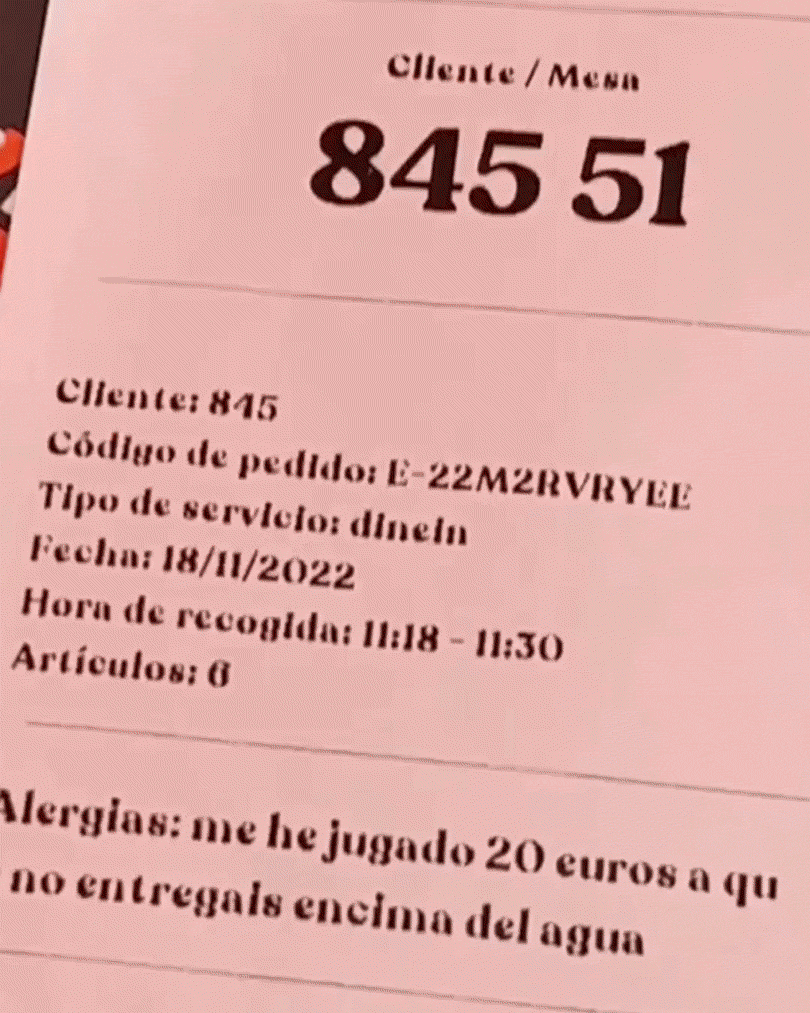 Cliente / Mesa
845 51
Cliente: 845
Código de pedido: E-22M2RVRYEE
Tipo de servicio: dinein
Fecha: 18/11/2022
Hora de recogida: 11:18 - 11:30
Artículos: 6
Alergias: me he jugado 20 euros a qu
no entregais encima del agua